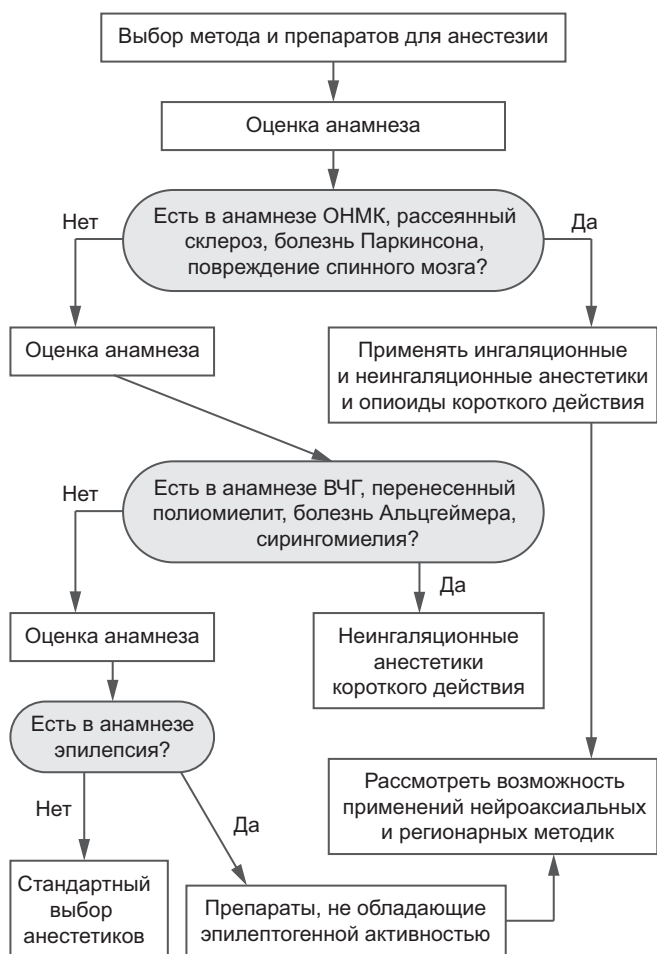 Выбор метода и препаратов для анестезии
Оценка анамнеза
Есть в анамнезе ОНМК, рассеянный
склероз, болезнь Паркинсона,
повреждение спинного мозга?
Нет
Да
Оценка анамнеза
Применять ингаляционные
и неингаляционные анестетики
и опиоиды короткого действия
Есть в анамнезе ВЧГ, перенесенный
полиомиелит, болезнь Альцгеймера,
сирингомиелия?
Нет
Да
Оценка анамнеза
Неингаляционные
анестетики
короткого действия
Есть в анамнезе
эпилепсия?
Нет
Да
Рассмотреть возможность
применений нейроаксиальных
и регионарных методик
Стандартный
выбор
анестетиков
Препараты, не обладающие
эпилептогенной активностью